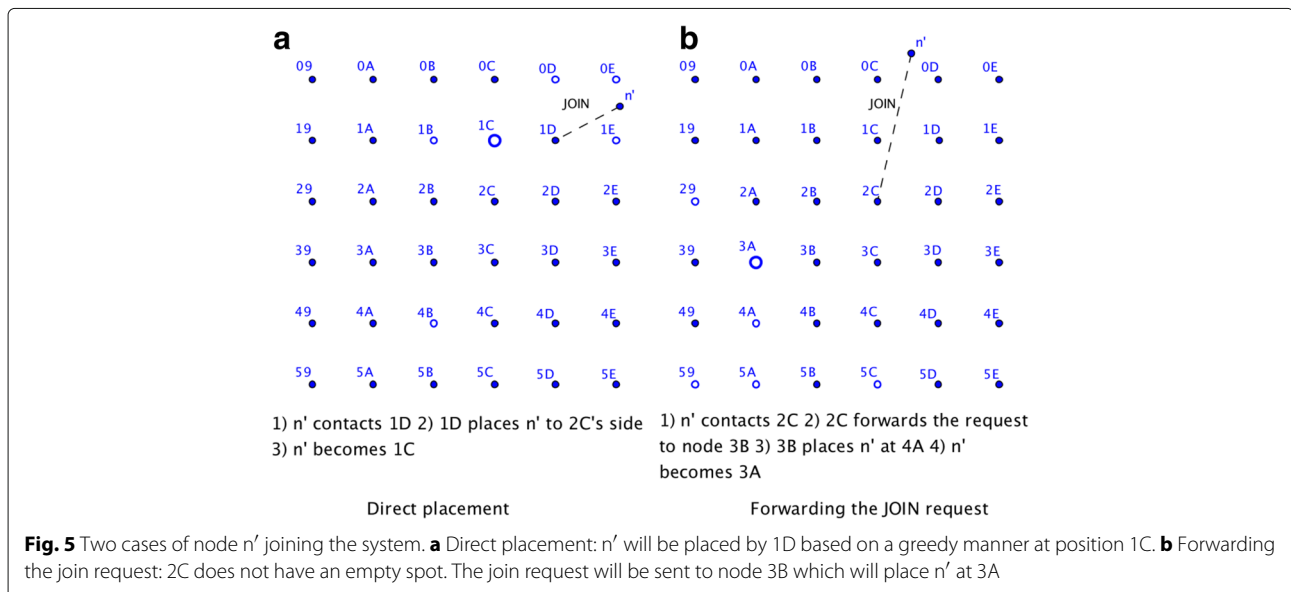 a
09 0A 0B 0C 0D 0E
n'
JOIN
19 1A 1B 1C 1D 1E
29 2A 2B 2C 2D 2E
39 3A 3B 3C 3D 3E
49 4A 4B 4C 4D 4E
59 5A 5B 5C 5D 5E
1) n' contacts 1D 2) 1D places n' to 2C's side
3) n' becomes 1C
Direct placement
b
n'
09 0A 0B 0C 0D 0E
JOIN
19 1A 1B 1C 1D 1E
29 2A 2B 2C 2D 2E
39 3A 3B 3C 3D 3E
49 4A 4B 4C 4D 4E
59 5A 5B 5C 5D 5E
1) n' contacts 2C 2) 2C forwards the request
to node 3B 3) 3B places n' at 4A 4) n'
becomes 3A
Forwarding the JOIN request
Fig. 5 Two cases of node n′ joining the system. a Direct placement: n′ will be placed by 1D based on a greedy manner at position 1C. b Forwarding
the join request: 2C does not have an empty spot. The join request will be sent to node 3B which will place n′ at 3A